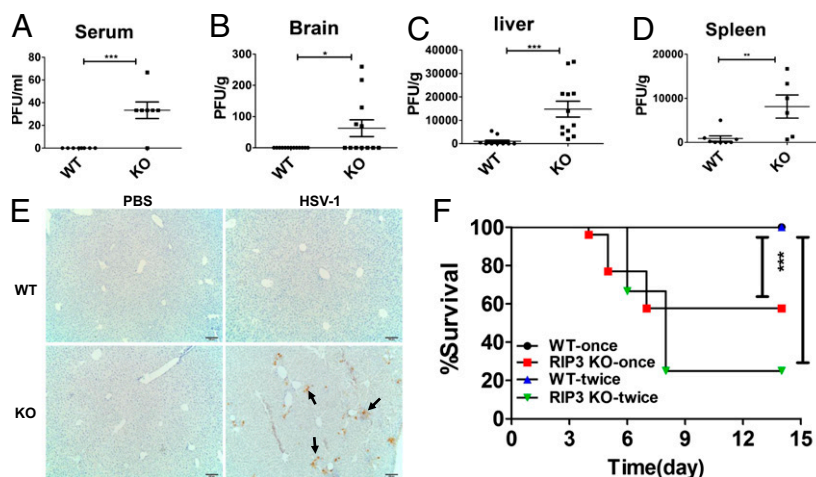 A
Serum
***
PFU/ml
80
60
40
20
0
WT
KO
B
Brain
*
PFU/g
300
200
100
0
WT
KO
C
liver
***
PFU/g
40000
30000
20000
10000
0
WT
KO
D
Spleen
**
PFU/g
20000
10000
0
WT
KO
E
PBS
HSV-1
WT
KO
F
%Survival
100
80
60
40
20
0
***
WT-once
RIP3 KO-once
WT-twice
RIP3 KO-twice
0
3
6
9
12
15
Time(day)